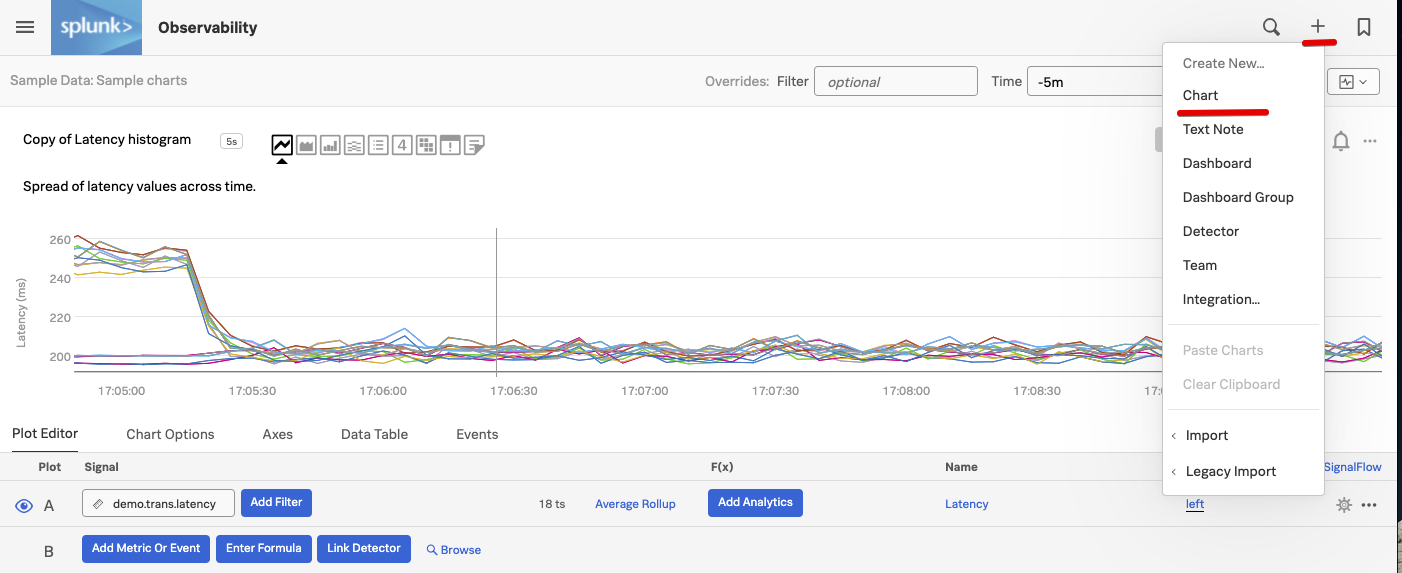 splunk> Observability
Sample Data: Sample charts
Overrides: Filter optional Time -5m
Create New...
Chart
Text Note
Dashboard
Dashboard Group
Detector
Team
Integration...
Paste Charts
Clear Clipboard
Import
Legacy Import
Copy of Latency histogram 5s 4
Spread of latency values across time.
Latency (ms)
260
240
220
200
17:05:00 17:05:30 17:06:00 17:06:30 17:07:00 17:07:30 17:08:00 17:08:30
Plot Editor Chart Options Axes Data Table Events
Plot Signal F(x) Name SignalFlow
A demo.trans.latency Add Filter 18 ts Average Rollup Add Analytics Latency left
B Add Metric Or Event Enter Formula Link Detector Browse